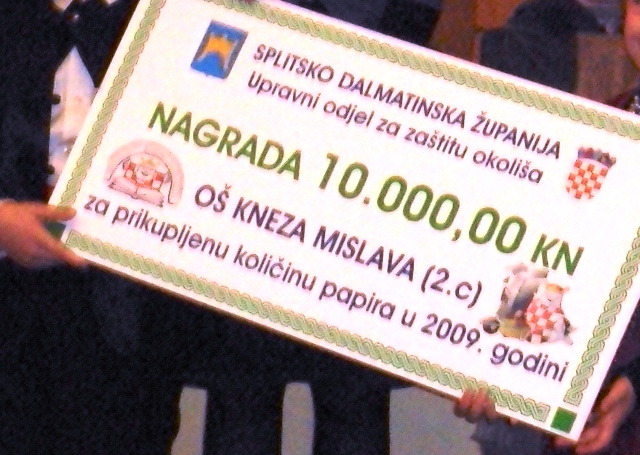 SPLITSKO DALMATINSKA ŽUPANIJA
Upravni odjel za zaštitu okoliša
NAGRADA 10.000,00 KN
OŠ KNEZA MISLAVA (2.c)
za prikupljenu količinu papira u 2009. godini